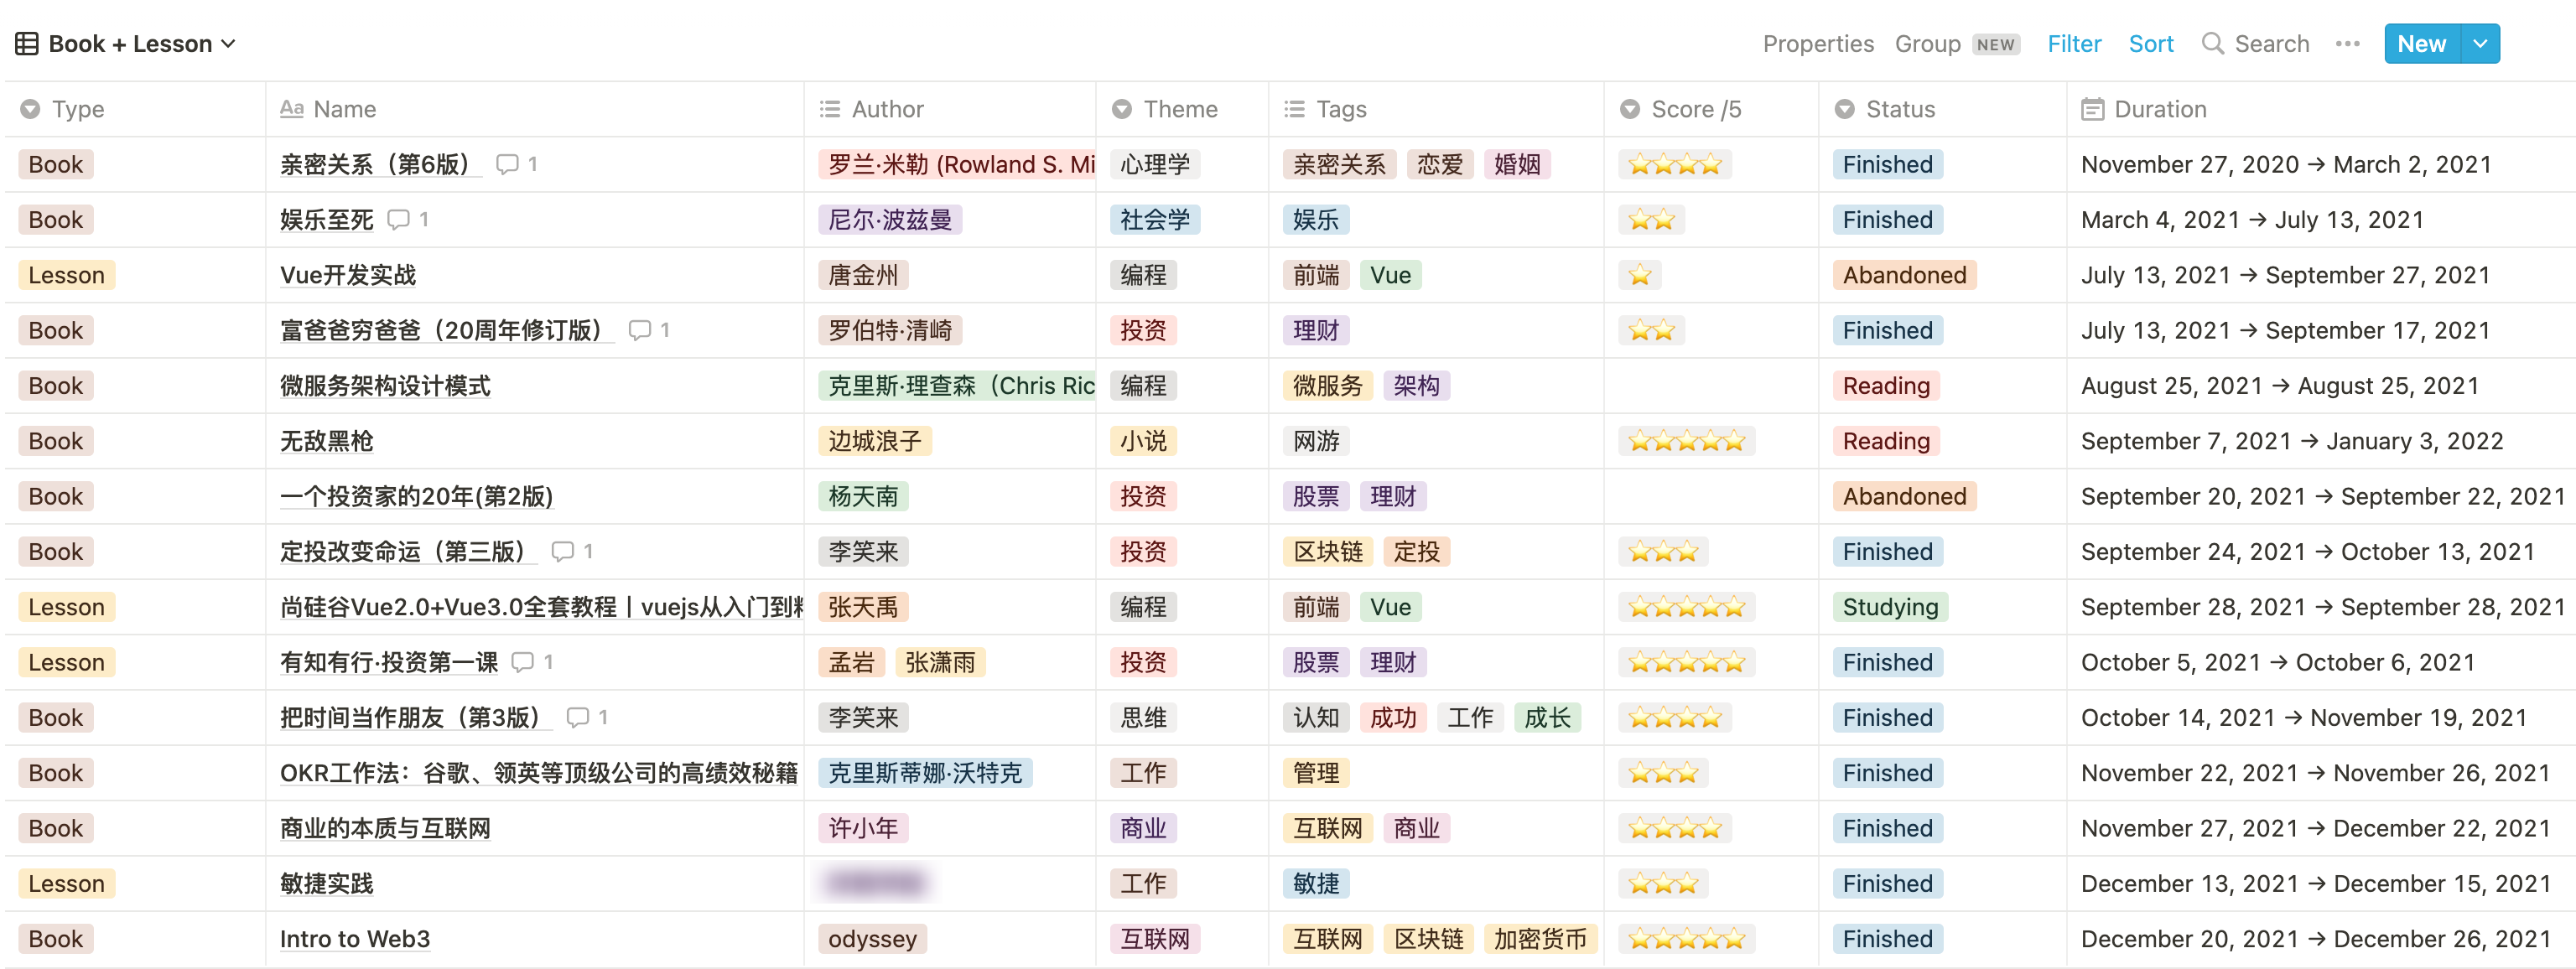 Book + Lesson Properties Group NEW Filter Sort Search New
Type Name Author Theme Tags Score /5 Status Duration
Book 亲密关系（第6版） 1 罗兰·米勒 (Rowland S. Mi 心理学 亲密关系 恋爱 婚姻 ⭐⭐⭐⭐ Finished November 27, 2020 → March 2, 2021
Book 娱乐至死 1 尼尔·波兹曼 社会学 娱乐 ⭐⭐ Finished March 4, 2021 → July 13, 2021
Lesson Vue开发实战 唐金州 编程 前端 Vue ⭐ Abandoned July 13, 2021 → September 27, 2021
Book 富爸爸穷爸爸（20周年修订版） 1 罗伯特·清崎 投资 理财 ⭐⭐ Finished July 13, 2021 → September 17, 2021
Book 微服务架构设计模式 克里斯·理查森（Chris Ric 编程 微服务 架构 Reading August 25, 2021 → August 25, 2021
Book 无敌黑枪 边城浪子 小说 网游 ⭐⭐⭐⭐⭐ Reading September 7, 2021 → January 3, 2022
Book 一个投资家的20年(第2版) 杨天南 投资 股票 理财 Abandoned September 20, 2021 → September 22, 2021
Book 定投改变命运（第三版） 1 李笑来 投资 区块链 定投 ⭐⭐⭐ Finished September 24, 2021 → October 13, 2021
Lesson 尚硅谷Vue2.0+Vue3.0全套教程丨vuejs从入门到 张天禹 编程 前端 Vue ⭐⭐⭐⭐⭐ Studying September 28, 2021 → September 28, 2021
Lesson 有知有行·投资第一课 1 孟岩 张潇雨 投资 股票 理财 ⭐⭐⭐⭐⭐ Finished October 5, 2021 → October 6, 2021
Book 把时间当作朋友（第3版） 1 李笑来 思维 认知 成功 工作 成长 ⭐⭐⭐⭐ Finished October 14, 2021 → November 19, 2021
Book OKR工作法：谷歌、领英等顶级公司的高绩效秘籍 克里斯蒂娜·沃特克 工作 管理 ⭐⭐⭐ Finished November 22, 2021 → November 26, 2021
Book 商业的本质与互联网 许小年 商业 互联网 商业 ⭐⭐⭐⭐ Finished November 27, 2021 → December 22, 2021
Lesson 敏捷实践 工作 敏捷 ⭐⭐⭐ Finished December 13, 2021 → December 15, 2021
Book Intro to Web3 odyssey 互联网 互联网 区块链 加密货币 ⭐⭐⭐⭐⭐ Finished December 20, 2021 → December 26, 2021